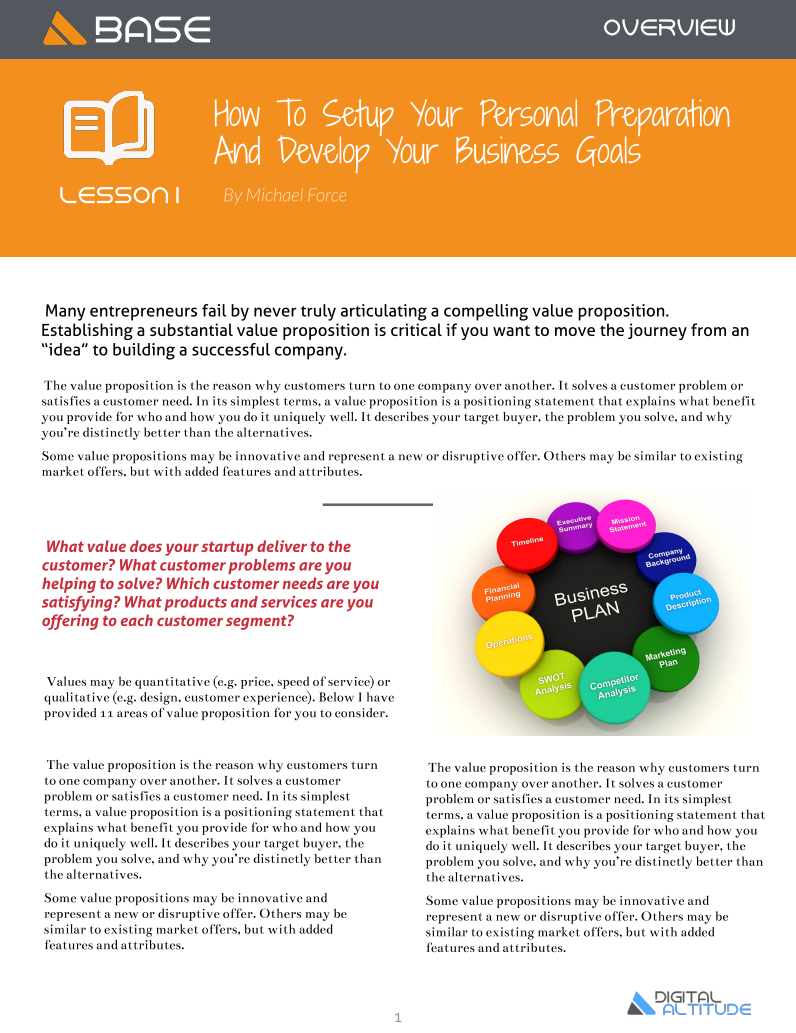 BASE
OVERVIEW
How To Setup Your Personal Preparation
And Develop Your Business Goals
LESSON 1
By Michael Force
Many entrepreneurs fail by never truly articulating a compelling value proposition.
Establishing a substantial value proposition is critical if you want to move the journey from an
“idea” to building a successful company.
The value proposition is the reason why customers turn to one company over another. It solves a customer problem or
satisfies a customer need. In its simplest terms, a value proposition is a positioning statement that explains what benefit
you provide for who and how you do it uniquely well. It describes your target buyer, the problem you solve, and why
you’re distinctly better than the alternatives.
Some value propositions may be innovative and represent a new or disruptive offer. Others may be similar to existing
market offers, but with added features and attributes.
What value does your startup deliver to the
customer? What customer problems are you
helping to solve? Which customer needs are you
satisfying? What products and services are you
offering to each customer segment?
Values may be quantitative (e.g. price, speed of service) or
qualitative (e.g. design, customer experience). Below I have
provided 11 areas of value proposition for you to consider.
Business
PLAN
Executive
Summary
Mission
Statement
Company
Background
Product
Description
Marketing
Plan
Competitor
Analysis
SWOT
Analysis
Operations
Financial
Planning
Timeline
The value proposition is the reason why customers turn
to one company over another. It solves a customer
problem or satisfies a customer need. In its simplest
terms, a value proposition is a positioning statement that
explains what benefit you provide for who and how you
do it uniquely well. It describes your target buyer, the
problem you solve, and why you’re distinctly better than
the alternatives.
Some value propositions may be innovative and
represent a new or disruptive offer. Others may be
similar to existing market offers, but with added
features and attributes.
The value proposition is the reason why customers turn
to one company over another. It solves a customer
problem or satisfies a customer need. In its simplest
terms, a value proposition is a positioning statement that
explains what benefit you provide for who and how you
do it uniquely well. It describes your target buyer, the
problem you solve, and why you’re distinctly better than
the alternatives.
Some value propositions may be innovative and
represent a new or disruptive offer. Others may be
similar to existing market offers, but with added
features and attributes.
1
DIGITAL
ALTITUDE